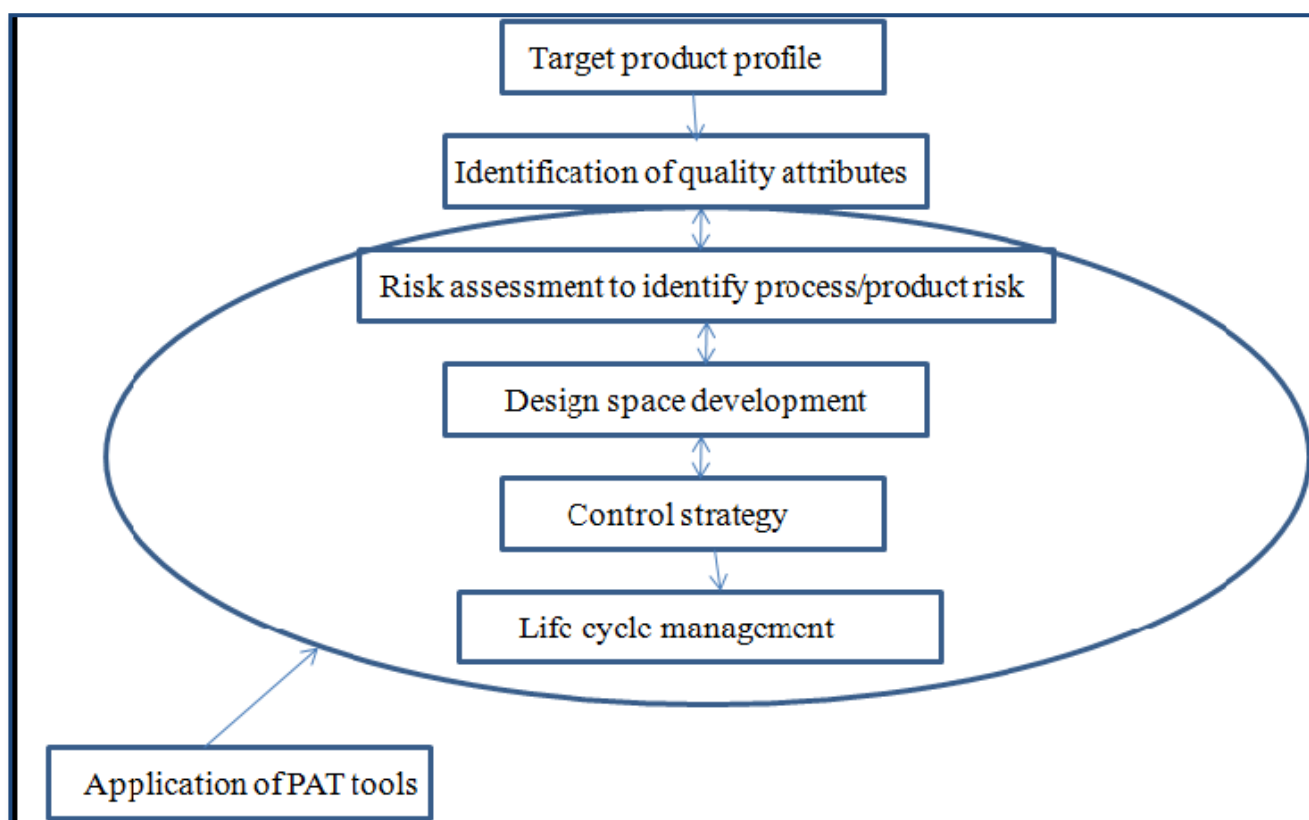 Target product profile
Identification of quality attributes
Risk assessment to identify process/product risk
Design space development
Control strategy
Life cycle management
Application of PAT tools